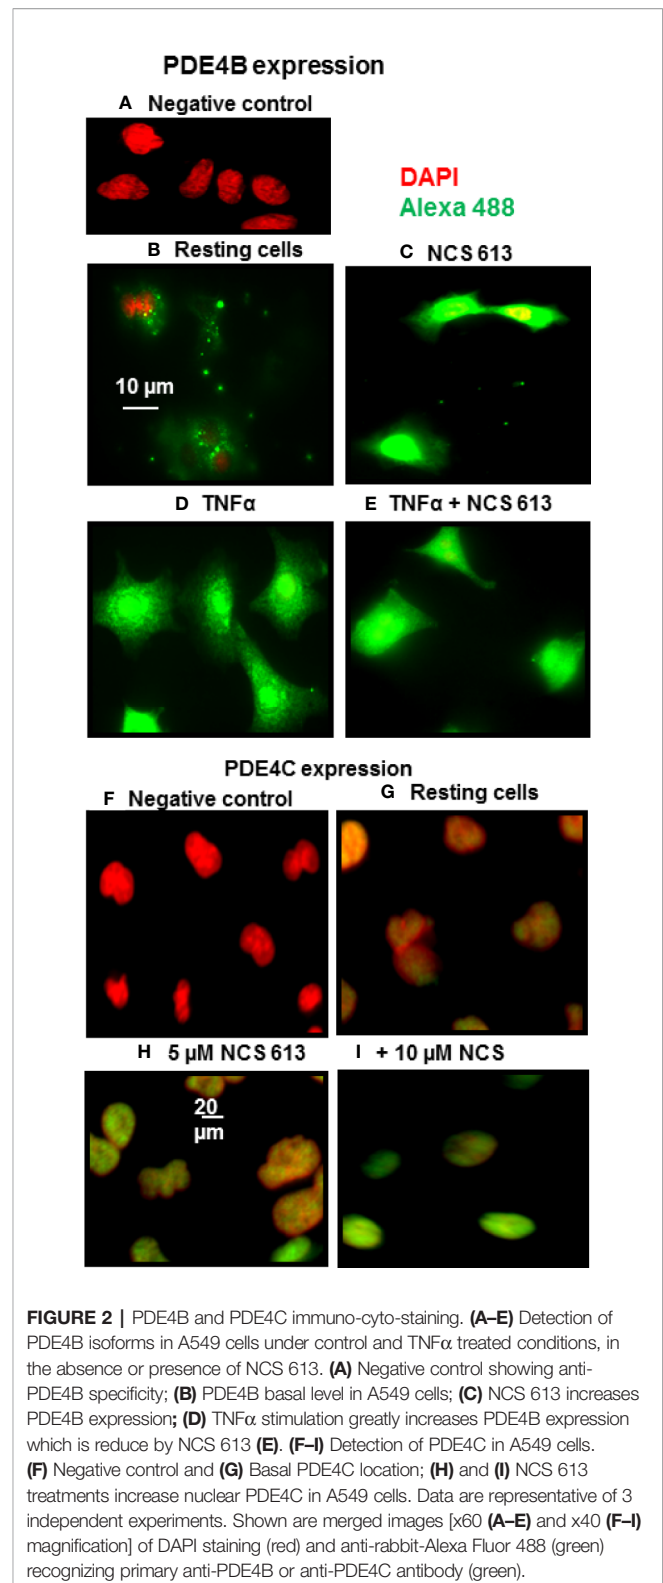 PDE4B expression
A Negative control
DAPI
Alexa 488
B Resting cells
C NCS 613
10 µm
D TNFα
E TNFα + NCS 613
PDE4C expression
F Negative control
G Resting cells
H 5 µM NCS 613
I + 10 µM NCS
20
µm
FIGURE 2 | PDE4B and PDE4C immuno-cyto-staining. (A–E) Detection of
PDE4B isoforms in A549 cells under control and TNFα treated conditions, in
the absence or presence of NCS 613. (A) Negative control showing anti-
PDE4B specificity; (B) PDE4B basal level in A549 cells; (C) NCS 613 increases
PDE4B expression; (D) TNFα stimulation greatly increases PDE4B expression
which is reduce by NCS 613 (E). (F–I) Detection of PDE4C in A549 cells.
(F) Negative control and (G) Basal PDE4C location; (H) and (I) NCS 613
treatments increase nuclear PDE4C in A549 cells. Data are representative of 3
independent experiments. Shown are merged images [x60 (A–E) and x40 (F–I)
magnification] of DAPI staining (red) and anti-rabbit-Alexa Fluor 488 (green)
recognizing primary anti-PDE4B or anti-PDE4C antibody (green).